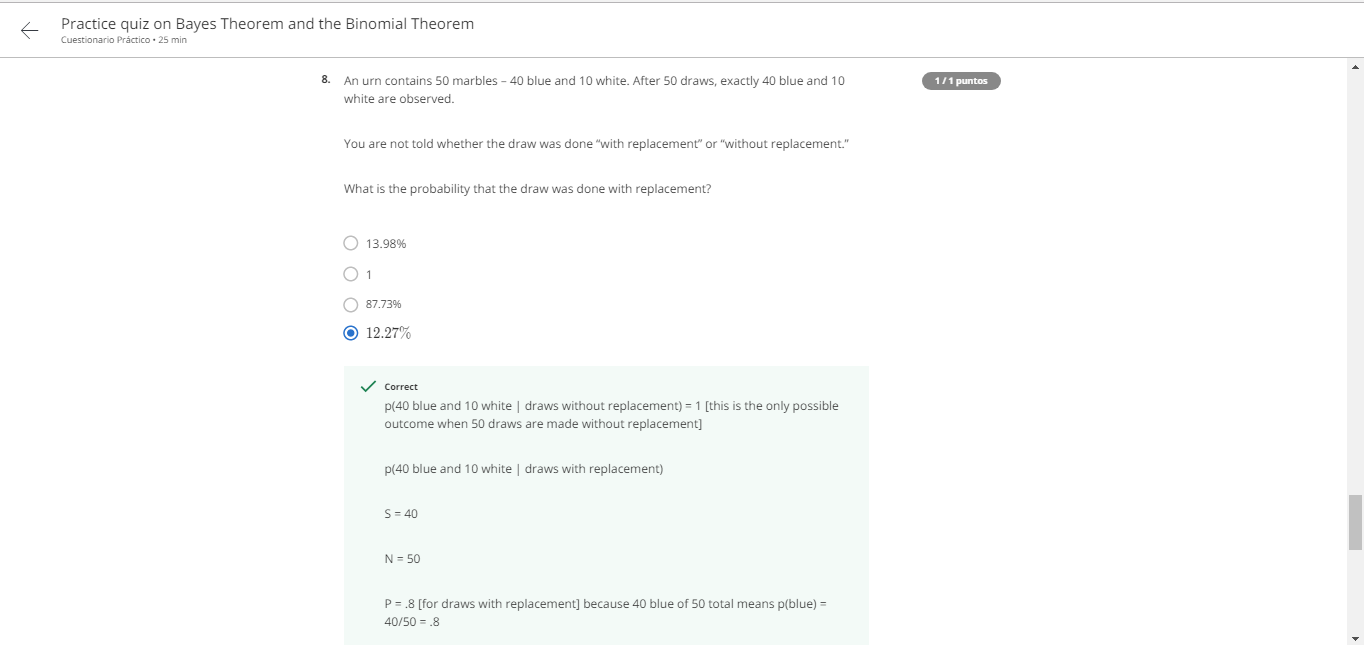 Practice quiz on Bayes Theorem and the Binomial Theorem
Cuestionario Práctico • 25 min
8. An urn contains 50 marbles – 40 blue and 10 white. After 50 draws, exactly 40 blue and 10
white are observed.
1 / 1 puntos
You are not told whether the draw was done “with replacement” or “without replacement.”
What is the probability that the draw was done with replacement?
13.98%
1
87.73%
12.27%
Correct
p(40 blue and 10 white | draws without replacement) = 1 [this is the only possible
outcome when 50 draws are made without replacement]
p(40 blue and 10 white | draws with replacement)
S = 40
N = 50
P = .8 [for draws with replacement] because 40 blue of 50 total means p(blue) =
40/50 = .8